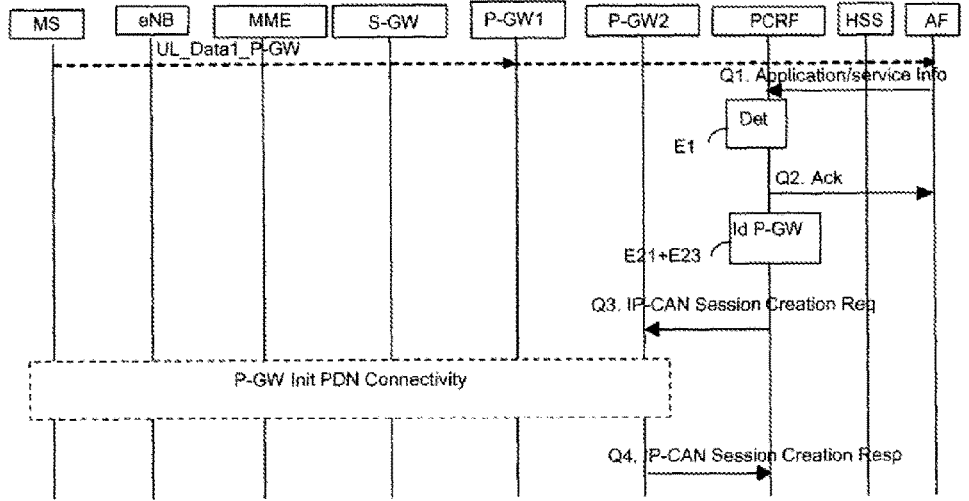 MS eNB MME S-GW P-GW1 P-GW2 PCRF HSS AF
UL_Data1_P-GW
Q1. Application/service Info
Det
E1
Q2. Ack
Id P-GW
E21+E23
Q3. IP-CAN Session Creation Req
P-GW Init PDN Connectivity
Q4. IP-CAN Session Creation Resp